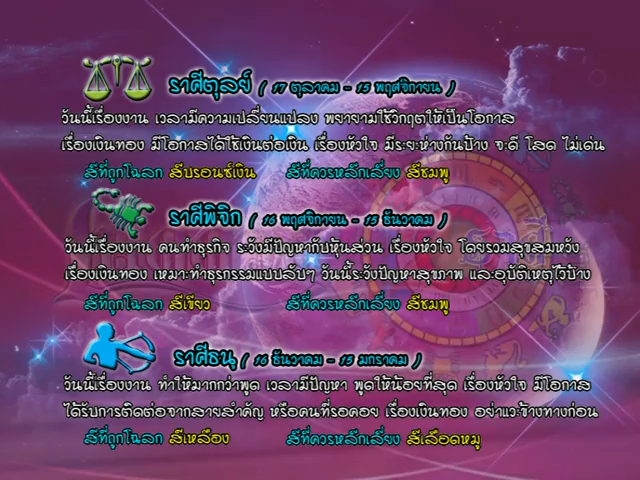 ราศีตุลย์ ( 17 ตุลาคม - 15 พฤศจิกายน )
วันนี้เรื่องงาน เวลามีความเปลี่ยนแปลง พยายามใช้วิกฤตให้เป็นโอกาส
เรื่องเงินทอง มีโอกาสได้ใช้เงินต่อเงิน เรื่องหัวใจ มีระยะห่างกันบ้าง จะดี โสด ไม่เด่น
สีที่ถูกโฉลก สีบรอนซ์เงิน สีที่ควรหลีกเลี่ยง สีชมพู
ราศีพิจิก ( 16 พฤศจิกายน - 15 ธันวาคม )
วันนี้เรื่องงาน คนทำธุรกิจ ระวังมีปัญหากับหุ้นส่วน เรื่องหัวใจ โดยรวมสุขสมหวัง
เรื่องเงินทอง เหมาะทำธุรกรรมแบบลับๆ วันนี้ระวังปัญหาสุขภาพ และอุบัติเหตุไว้บ้าง
สีที่ถูกโฉลก สีเขียว สีที่ควรหลีกเลี่ยง สีชมพู
ราศีธนู ( 16 ธันวาคม - 15 มกราคม )
วันนี้เรื่องงาน ทำให้มากกว่าพูด เวลามีปัญหา พูดให้น้อยที่สุด เรื่องหัวใจ มีโอกาส
ได้รับการติดต่อจากสายสำคัญ หรือคนที่รอคอย เรื่องเงินทอง อย่าแวะข้างทางก่อน
สีที่ถูกโฉลก สีเหลือง สีที่ควรหลีกเลี่ยง สีเลือดหมู